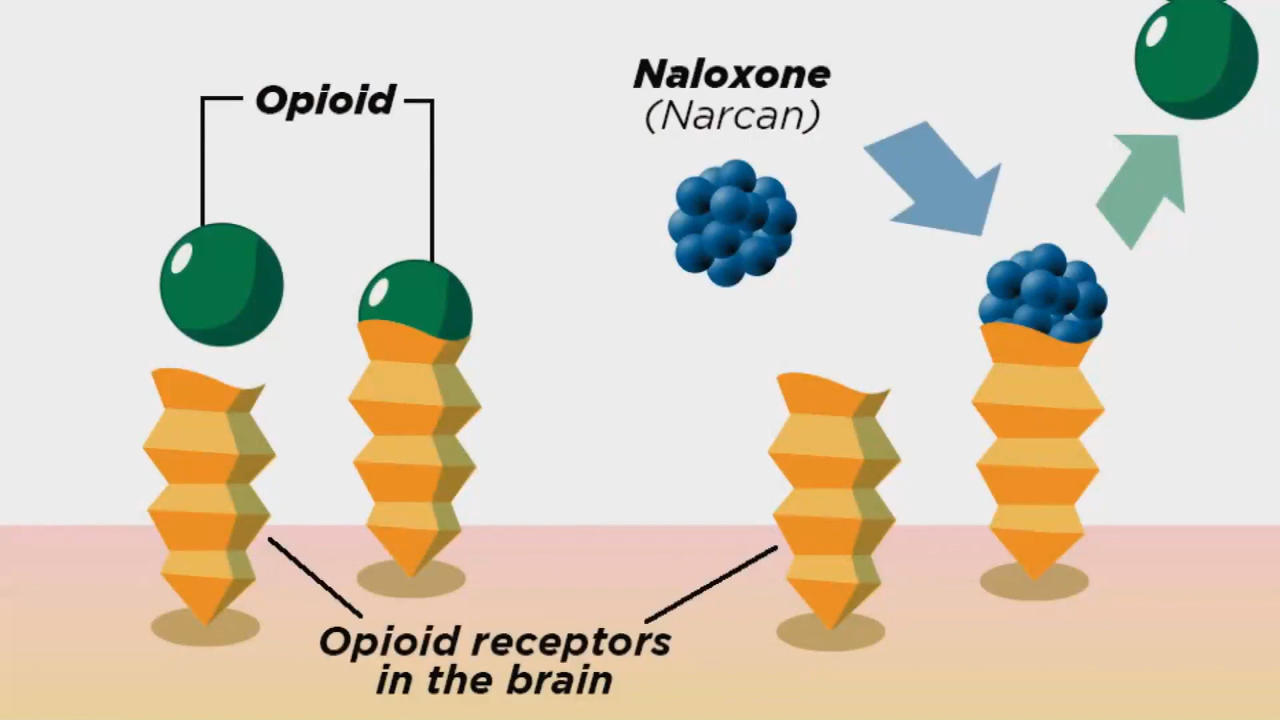 Opioid
Naloxone
(Narcan)
Opioid receptors
in the brain